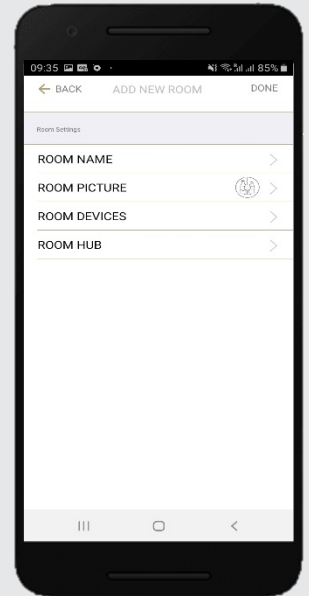 09:35 85%
BACK ADD NEW ROOM DONE
Room Settings
ROOM NAME
ROOM PICTURE
ROOM DEVICES
ROOM HUB